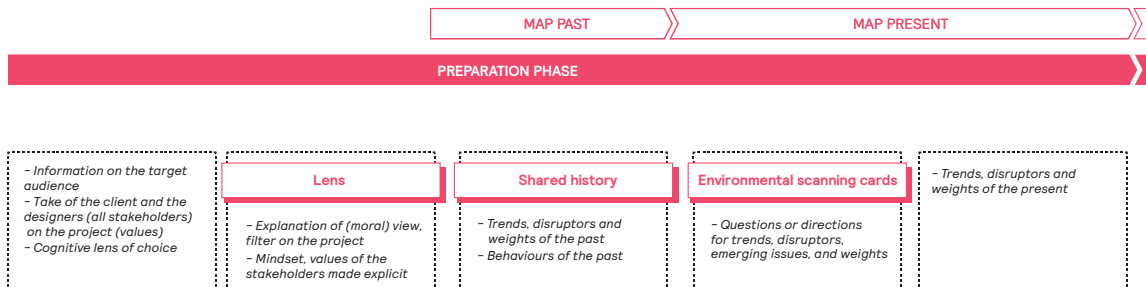 MAP PAST
MAP PRESENT
PREPARATION PHASE
– Information on the target
audience
– Take of the client and the
designers (all stakeholders)
on the project (values)
– Cognitive lens of choice
Lens
– Explanation of (moral) view,
filter on the project
– Mindset, values of the
stakeholders made explicit
Shared history
– Trends, disruptors and
weights of the past
– Behaviours of the past
Environmental scanning cards
– Questions or directions
for trends, disruptors,
emerging issues, and weights
– Trends, disruptors and
weights of the present